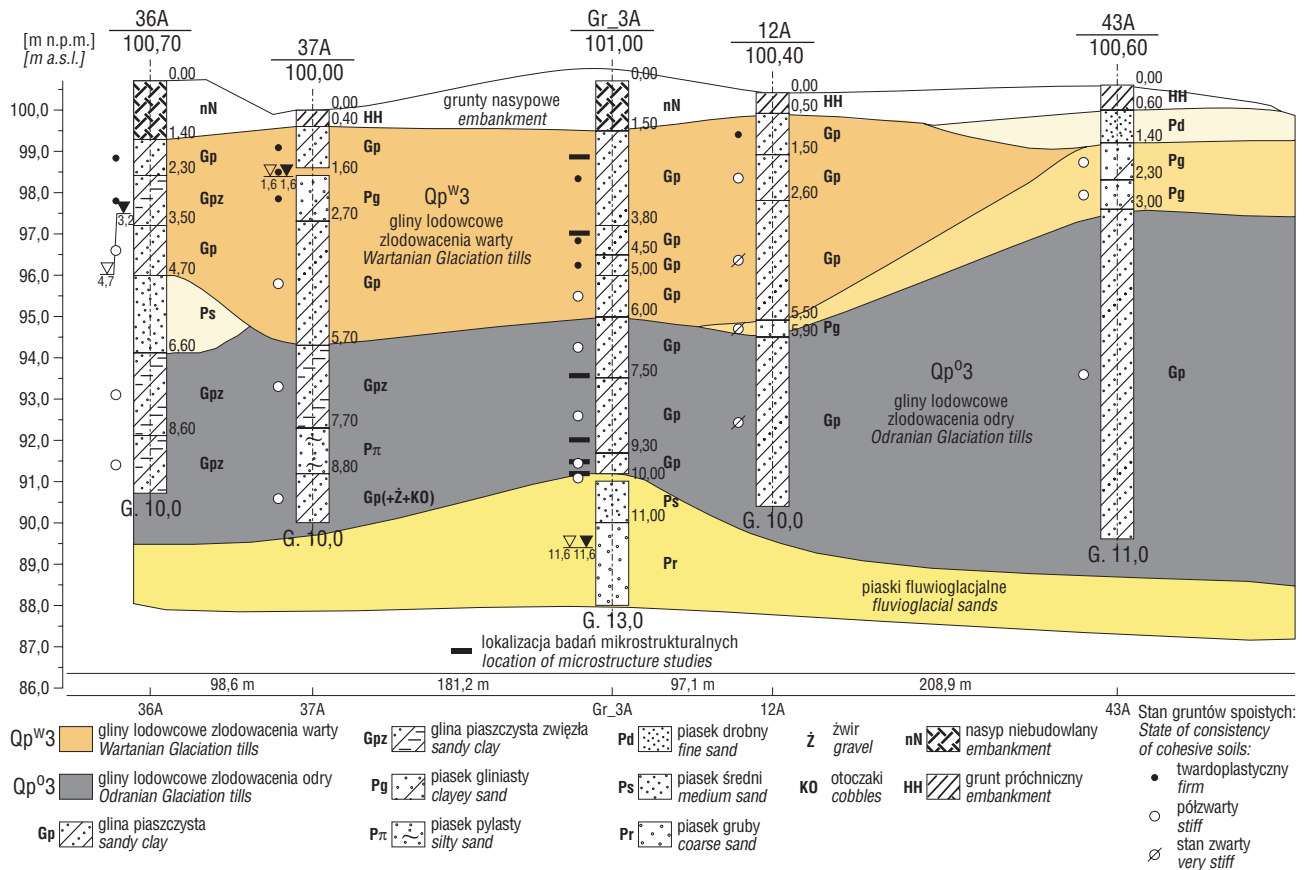 36A
100,70
37A
100,00
Gr_3A
101,00
12A
100,40
43A
100,60
[m n.p.m.]
[m a.s.l.]
100,0
99,0
98,0
97,0
96,0
95,0
94,0
93,0
92,0
91,0
90,0
89,0
88,0
87,0
86,0
0,00
nN
1,40
Gp
2,30
Gpz
3,50
Gp
4,70
Ps
6,60
Gpz
8,60
Gpz
G. 10,0
3,2
4,7
0,00
0,40
HH
Gp
1,60
1,6 1,6
Pg
2,70
Gp
5,70
Gpz
7,70
Pπ
8,80
Gp(+Ż+KO)
G. 10,0
grunty nasypowe
embankment
Qpᵂ3
gliny lodowcowe
zlodowacenia warty
Wartanian Glaciation tills
0,00
nN
1,50
Gp
3,80
Gp
4,50
Gp
5,00
Gp
6,00
Gp
7,50
Gp
9,30
Gp
10,00
Ps
11,00
11,6 11,6
Pr
G. 13,0
0,00
0,50
HH
Gp
1,50
Gp
2,60
Gp
5,50
5,90
Pg
Gp
G. 10,0
0,00
0,60
HH
Pd
1,40
Pg
2,30
Pg
3,00
Gp
G. 11,0
Qpᴼ3
gliny lodowcowe
zlodowacenia odry
Odranian Glaciation tills
piaski fluwioglacjalne
fluvioglacial sands
lokalizacja badań mikrostrukturalnych
location of microstructure studies
98,6 m
181,2 m
97,1 m
208,9 m
36A
37A
Gr_3A
12A
43A
Qpᵂ3
gliny lodowcowe zlodowacenia warty
Wartanian Glaciation tills
Qpᴼ3
gliny lodowcowe zlodowacenia odry
Odranian Glaciation tills
Gp
glina piaszczysta
sandy clay
Gpz
glina piaszczysta zwięzła
sandy clay
Pg
piasek gliniasty
clayey sand
Pπ
piasek pylasty
silty sand
Pd
piasek drobny
fine sand
Ps
piasek średni
medium sand
Pr
piasek gruby
coarse sand
Ż
żwir
gravel
KO
otoczaki
cobbles
nN
nasyp niebudowlany
embankment
HH
grunt próchniczny
embankment
Stan gruntów spoistych:
State of consistency
of cohesive soils:
twardoplastyczny
firm
półzwarty
stiff
stan zwarty
very stiff